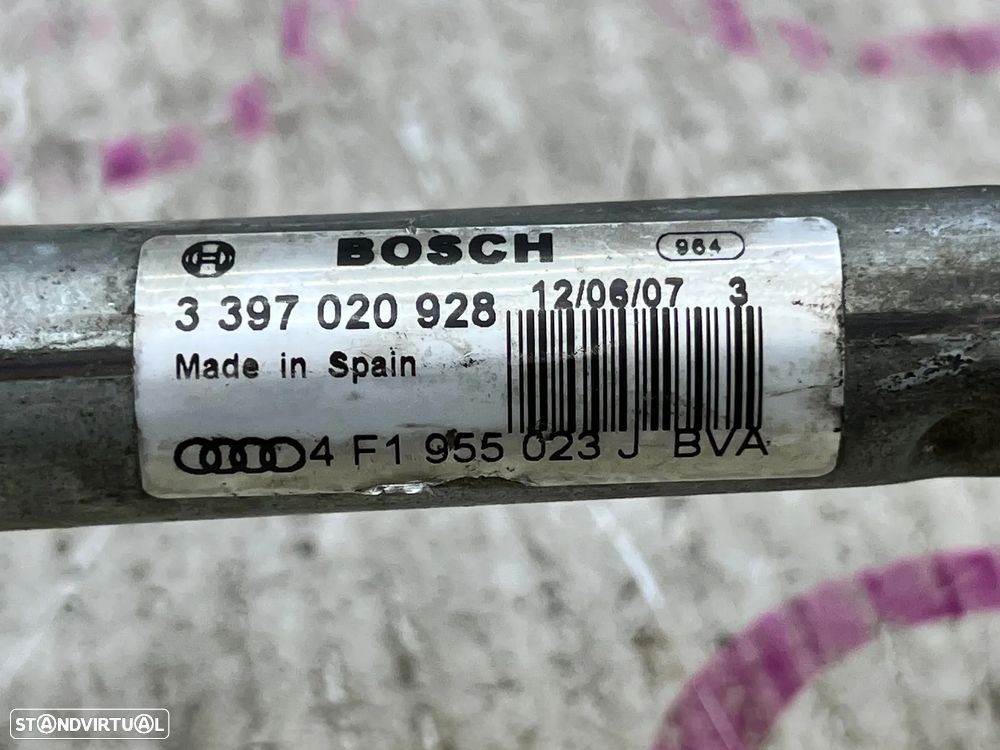 BOSCH 964
3 397 020 928 12/06/07 3
Made in Spain
4 F1 955 023 J BVA
STANDVIRTUAL